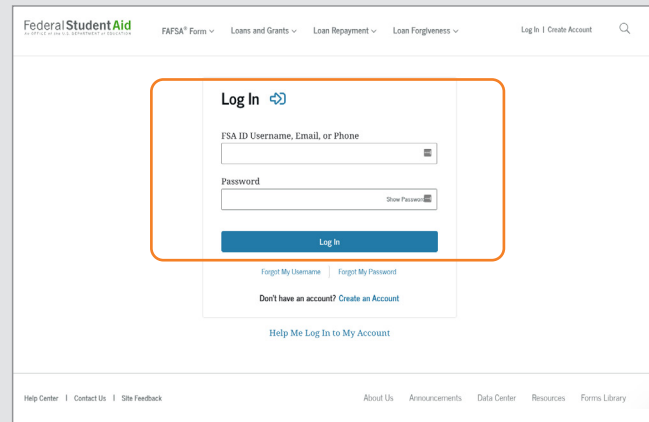 Federal Student Aid
An OFFICE of the U.S. DEPARTMENT of EDUCATION
FAFSA® Form Loans and Grants Loan Repayment Loan Forgiveness
Log In | Create Account
Log In
FSA ID Username, Email, or Phone
Password
Show Password
Log In
Forgot My Username Forgot My Password
Don't have an account? Create an Account
Help Me Log In to My Account
Help Center | Contact Us | Site Feedback
About Us Announcements Data Center Resources Forms Library